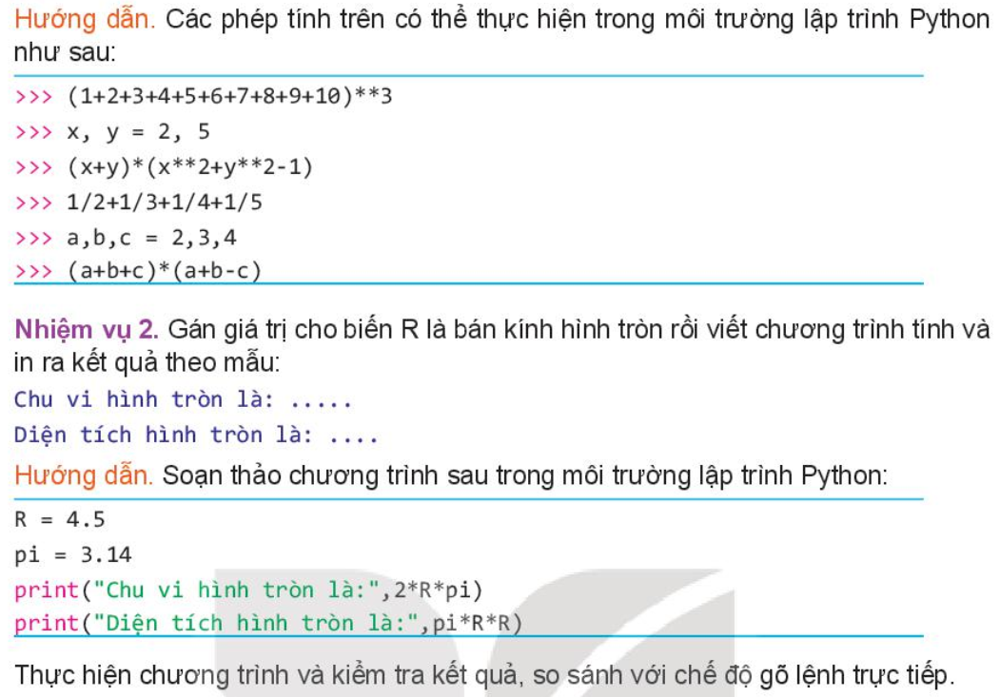 Hướng dẫn. Các phép tính trên có thể thực hiện trong môi trường lập trình Python
như sau:
>>> (1+2+3+4+5+6+7+8+9+10)**3
>>> x, y = 2, 5
>>> (x+y)*(x**2+y**2-1)
>>> 1/2+1/3+1/4+1/5
>>> a,b,c = 2,3,4
>>> (a+b+c)*(a+b-c)
Nhiệm vụ 2. Gán giá trị cho biến R là bán kính hình tròn rồi viết chương trình tính và
in ra kết quả theo mẫu:
Chu vi hình tròn là: .....
Diện tích hình tròn là: ....
Hướng dẫn. Soạn thảo chương trình sau trong môi trường lập trình Python:
R = 4.5
pi = 3.14
print("Chu vi hình tròn là:",2*R*pi)
print("Diện tích hình tròn là:",pi*R*R)
Thực hiện chương trình và kiểm tra kết quả, so sánh với chế độ gõ lệnh trực tiếp.